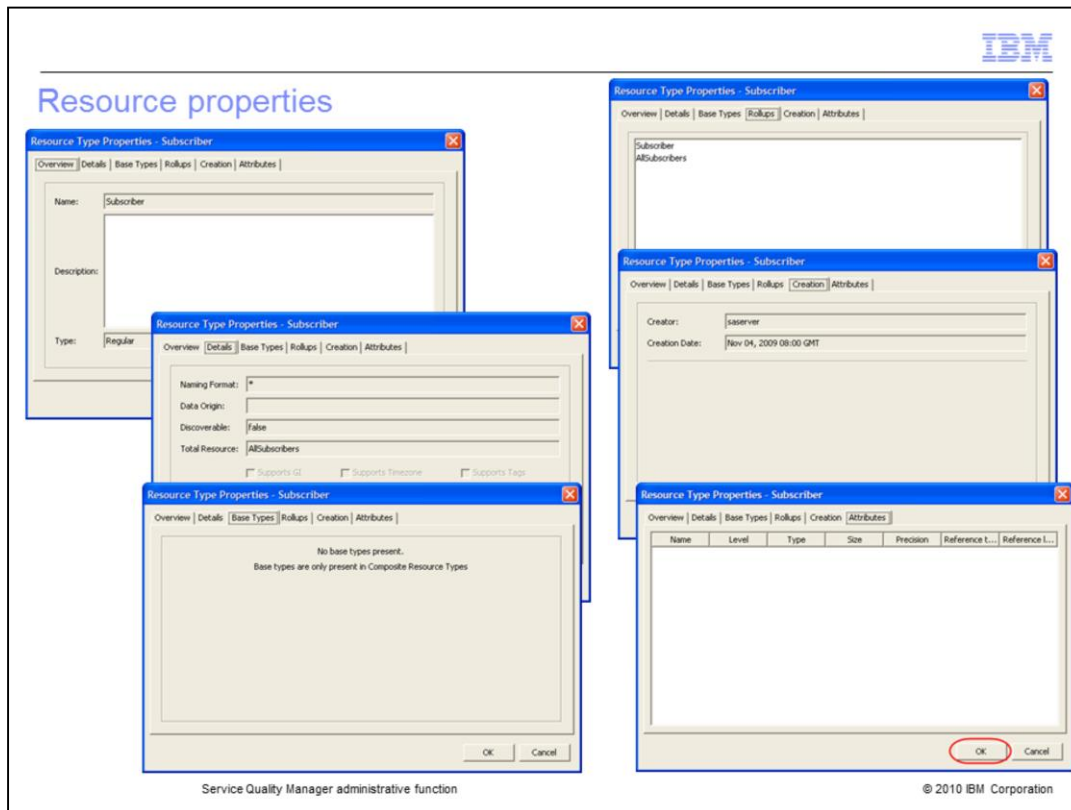 IBM
Resource properties
Resource Type Properties - Subscriber
Overview Details Base Types Rollups Creation Attributes
Name: Subscriber
Description:
Type: Regular
Resource Type Properties - Subscriber
Overview Details Base Types Rollups Creation Attributes
Naming Format: *
Data Origin:
Discoverable: False
Total Resource: AllSubscribers
Supports GI Supports Timezone Supports Tags
Resource Type Properties - Subscriber
Overview Details Base Types Rollups Creation Attributes
No base types present.
Base types are only present in Composite Resource Types
OK Cancel
Resource Type Properties - Subscriber
Overview Details Base Types Rollups Creation Attributes
Subscriber
AllSubscribers
Resource Type Properties - Subscriber
Overview Details Base Types Rollups Creation Attributes
Creator: saserver
Creation Date: Nov 04, 2009 08:00 GMT
Resource Type Properties - Subscriber
Overview Details Base Types Rollups Creation Attributes
Name Level Type Size Precision Reference t... Reference l...
OK Cancel
Service Quality Manager administrative function
© 2010 IBM Corporation